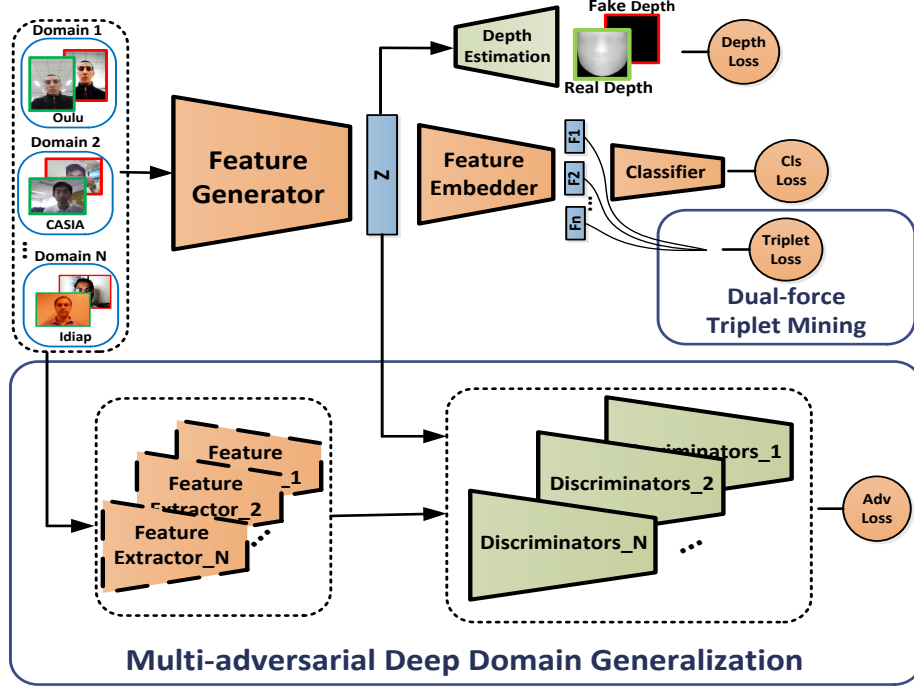 Domain 1
Oulu
Domain 2
CASIA
Domain N
Idiap
Feature
Generator
Z
Depth
Estimation
Fake Depth
Real Depth
Depth
Loss
Feature
Embedder
F1
F2
Fn
Classifier
Cls
Loss
Triplet
Loss
Dual-force
Triplet Mining
Feature
_1
Feature
Extractor_2
Feature
Extractor_N
Discriminators_1
Discriminators_2
Discriminators_N
Adv
Loss
Multi-adversarial Deep Domain Generalization